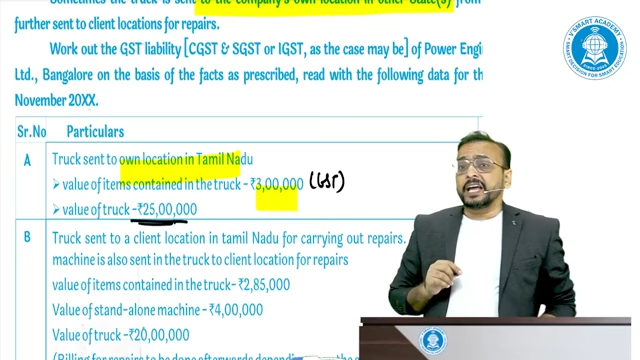 Sometimes the truck is sent to the company's own location in other State(s) from
further sent to client locations for repairs.
Work out the GST liability [CGST & SGST or IGST, as the case may be] of Power Engi
Ltd., Bangalore on the basis of the facts as prescribed, read with the following data for th
November 20XX.
Sr.No Particulars
A Truck sent to own location in Tamil Nadu
➢ value of items contained in the truck - ₹3,00,000 (GST)
➢ value of truck -₹25,00,000
B Truck sent to a client location in tamil Nadu for carrying out repairs.
machine is also sent in the truck to client location for repairs
value of items contained in the truck- ₹2,85,000
Value of stand-alone machine - ₹4,00,000
Value of truck -₹20,00,000
(Billing for repairs to be done afterwards
V SMART ACADEMY